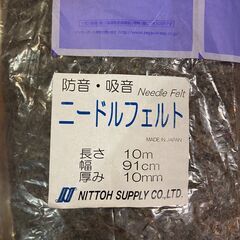 防音・吸音
Needle Felt
ニードルフェルト
MADE IN JAPAN
長さ 10m
幅 91cm
厚み 10mm
NITTOH SUPPLY CO.,LTD.